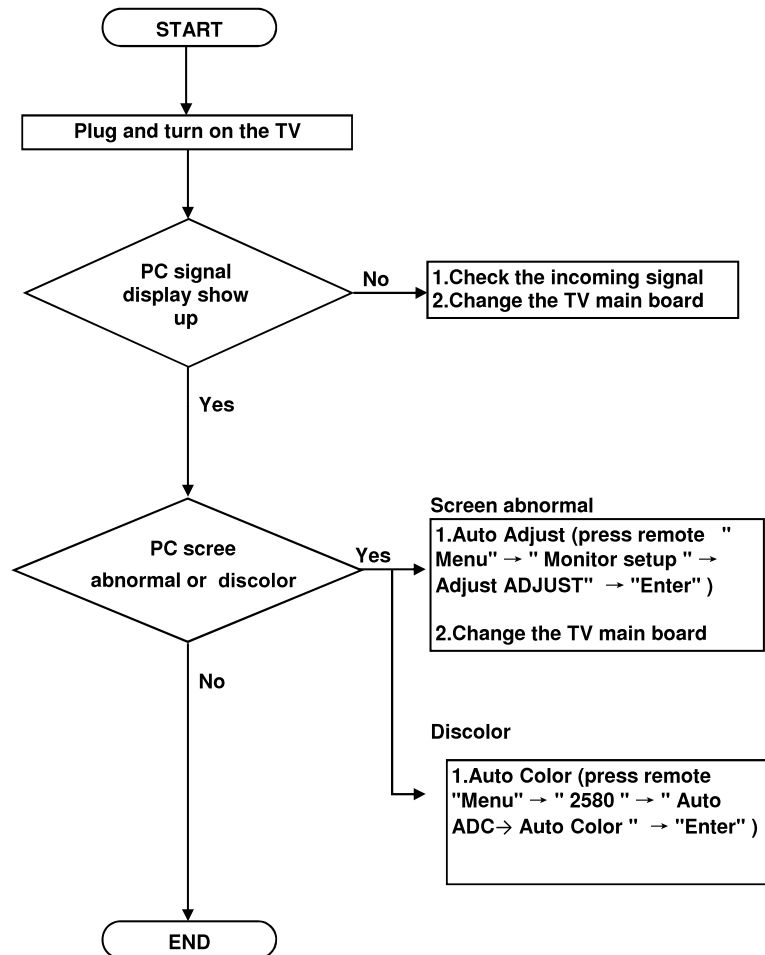 START
Plug and turn on the TV
PC signal
display show
up
No
1.Check the incoming signal
2.Change the TV main board
Yes
PC scree
abnormal or discolor
Yes
Screen abnormal
1.Auto Adjust (press remote "
Menu" → " Monitor setup " →
Adjust ADJUST" → "Enter" )
2.Change the TV main board
No
Discolor
1.Auto Color (press remote
"Menu" → " 2580 " → " Auto
ADC→ Auto Color " → "Enter" )
END